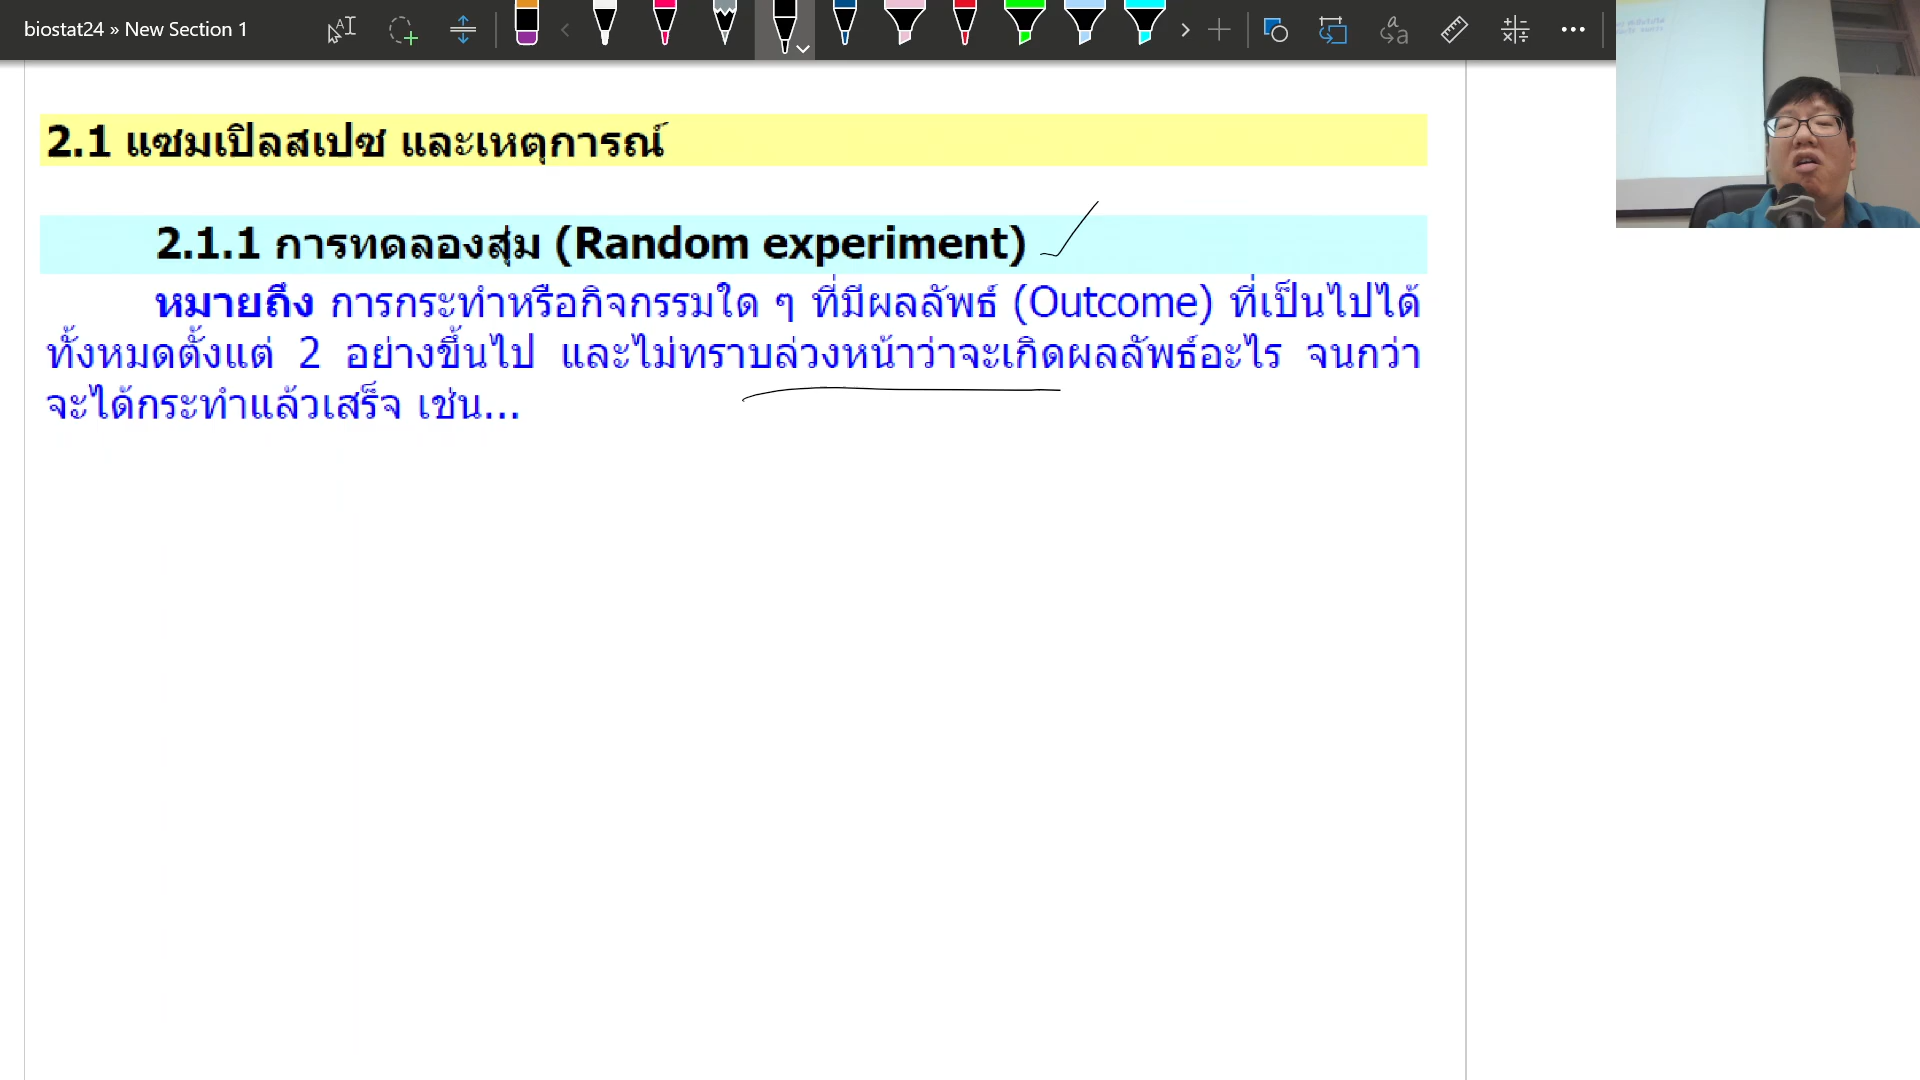 biostat24 » New Section 1
2.1 แซมเปิลสเปซ และเหตุการณ์
2.1.1 การทดลองสุ่ม (Random experiment)
หมายถึง การกระทำหรือกิจกรรมใด ๆ ที่มีผลลัพธ์ (Outcome) ที่เป็นไปได้
ทั้งหมดตั้งแต่ 2 อย่างขึ้นไป และไม่ทราบล่วงหน้าว่าจะเกิดผลลัพธ์อะไร จนกว่า
จะได้กระทำแล้วเสร็จ เช่น...